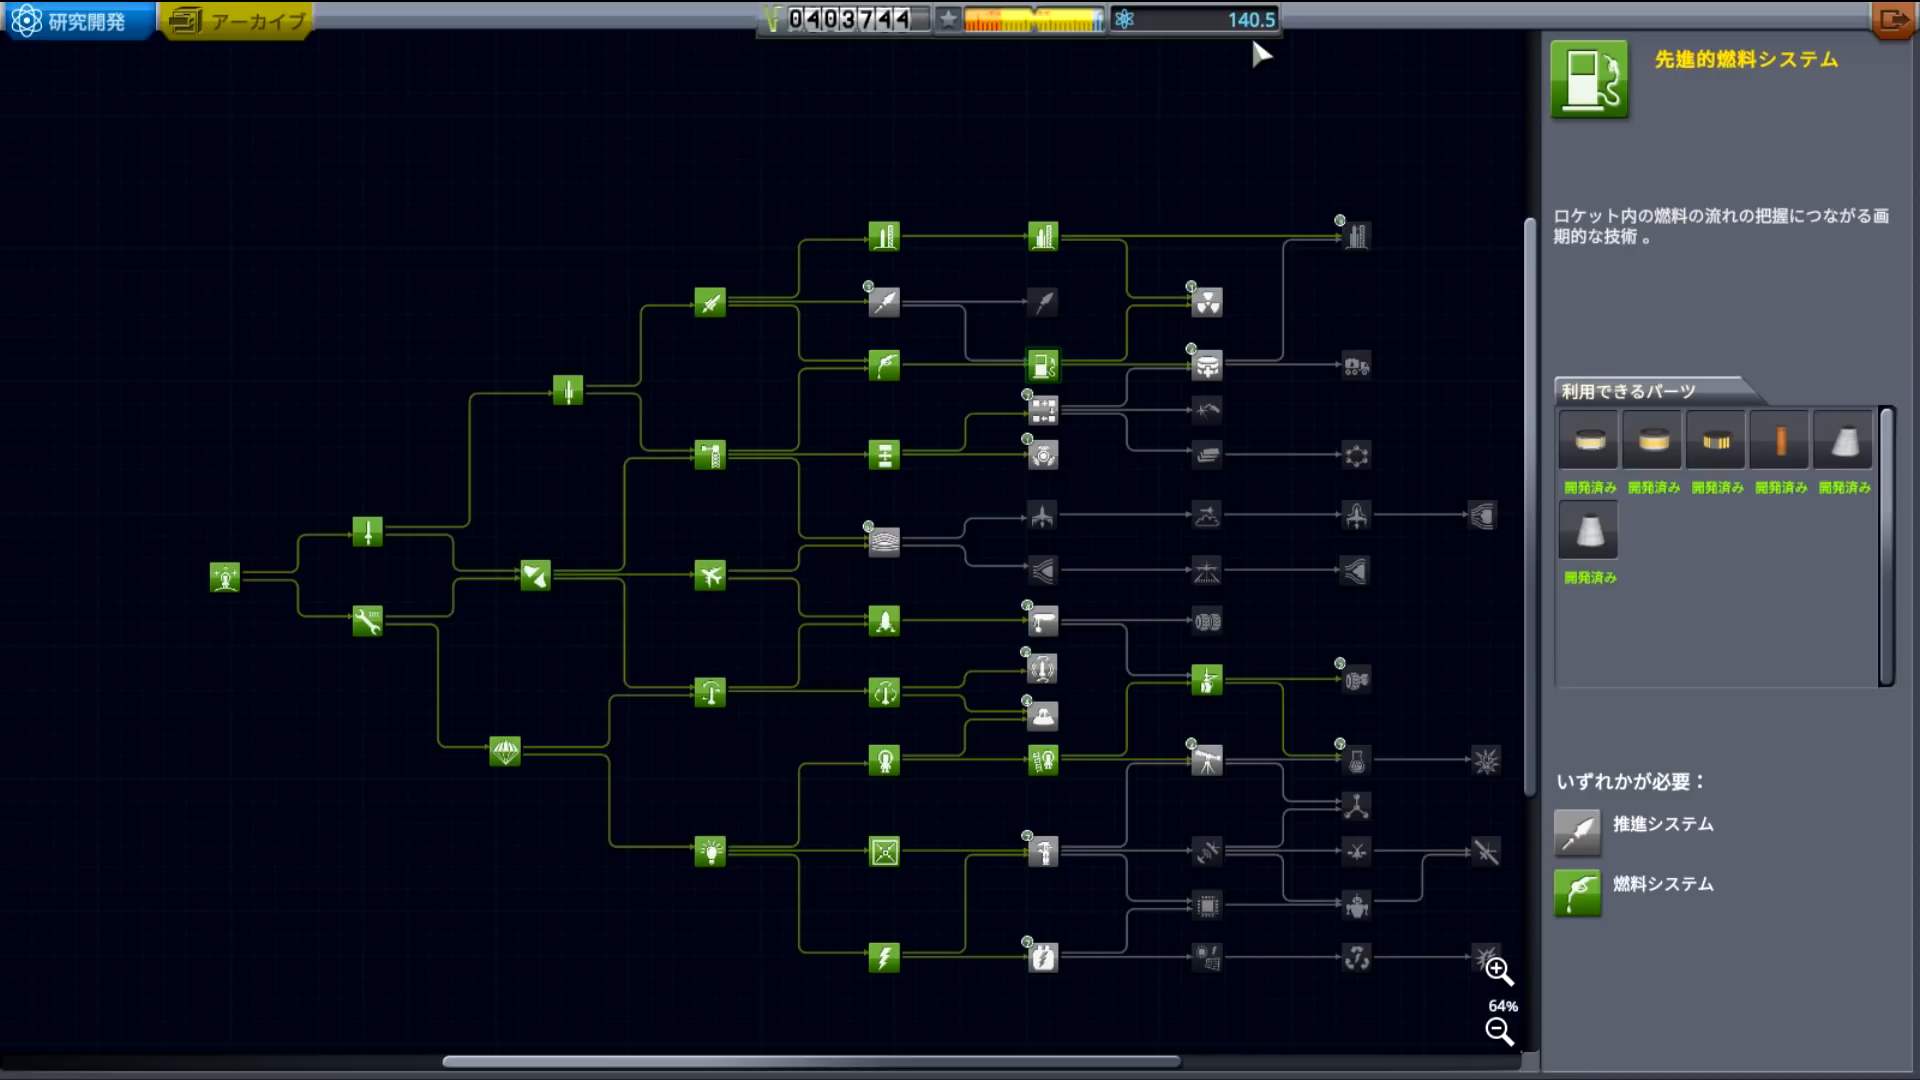 研究開発
アーカイブ
0403744
140.5
先進的燃料システム
ロケット内の燃料の流れの把握につながる画
期的な技術 。
利用できるパーツ
開発済み
開発済み
開発済み
開発済み
開発済み
開発済み
いずれかが必要：
推進システム
燃料システム
64%